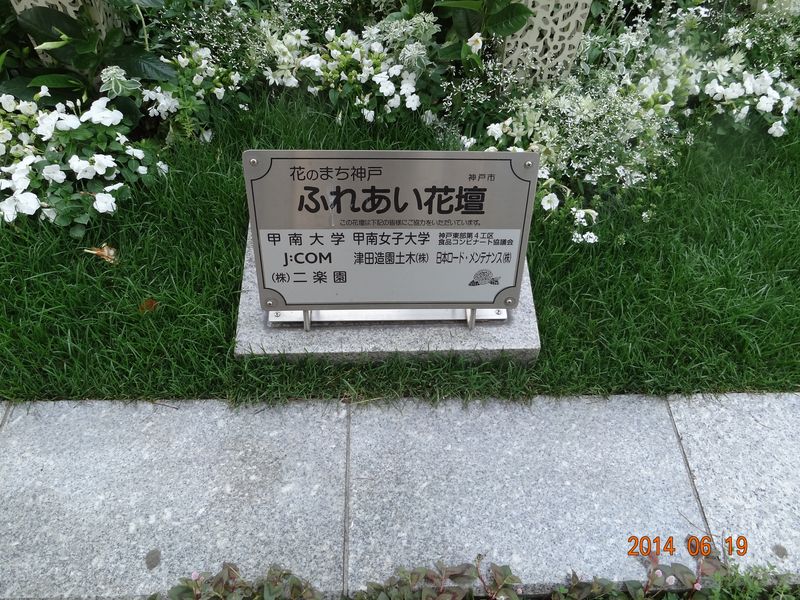 花のまち神戸 神戸市
ふれあい花壇
この花壇は下記の皆様にご協力をいただいています。
甲南大学 甲南女子大学 神戸東部第4工区
食品コンビナート協議会
J:COM 津田造園土木(株) 日本ロード・メンテナンス(株)
(株)二楽園
2014 06 19